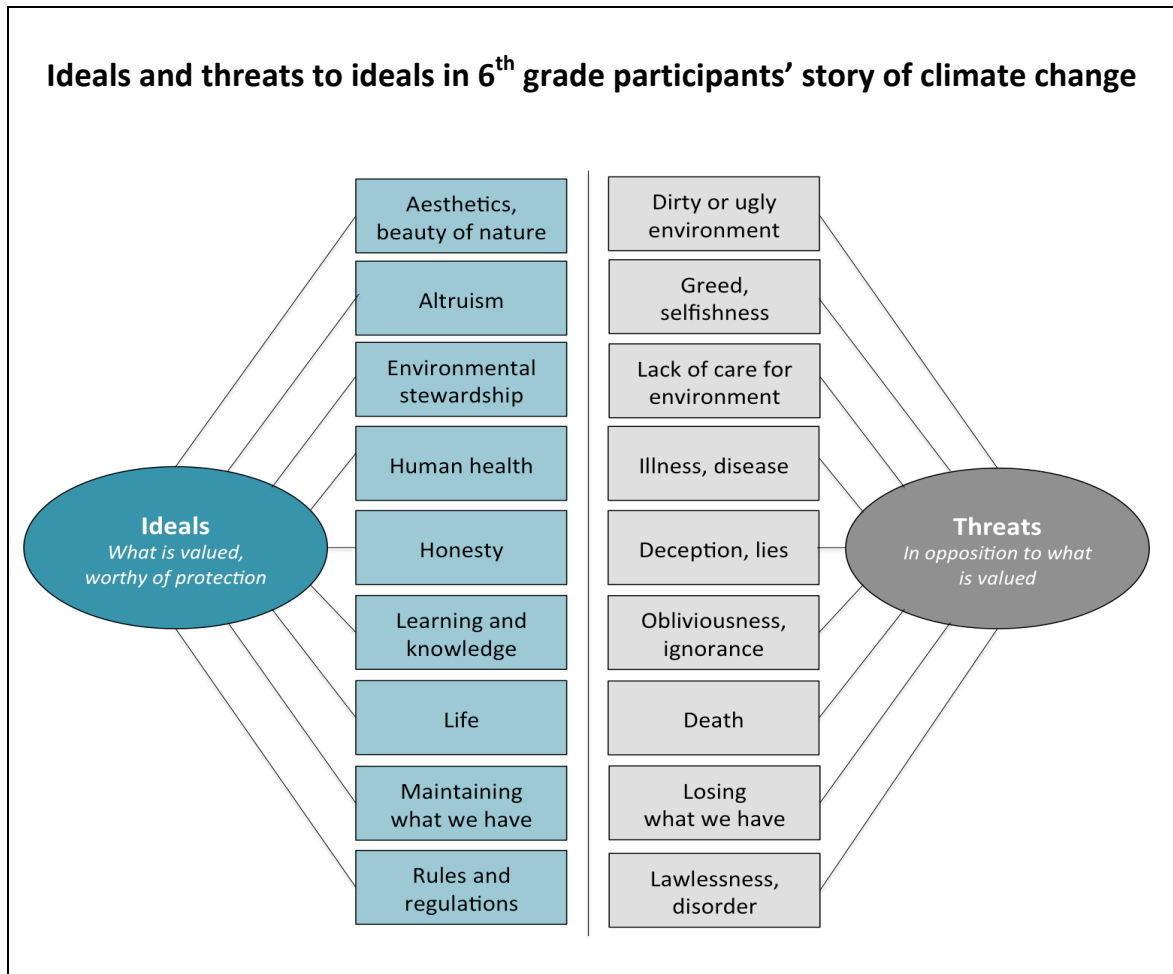 Ideals and threats to ideals in 6th grade participants' story of climate change
Aesthetics,
beauty of nature
Altruism
Environmental
stewardship
Human health
Honesty
Learning and
knowledge
Life
Maintaining
what we have
Rules and
regulations
Ideals
What is valued,
worthy of protection
Dirty or ugly
environment
Greed,
selfishness
Lack of care for
environment
Illness, disease
Deception, lies
Obliviousness,
ignorance
Death
Losing
what we have
Lawlessness,
disorder
Threats
In opposition to what
is valued